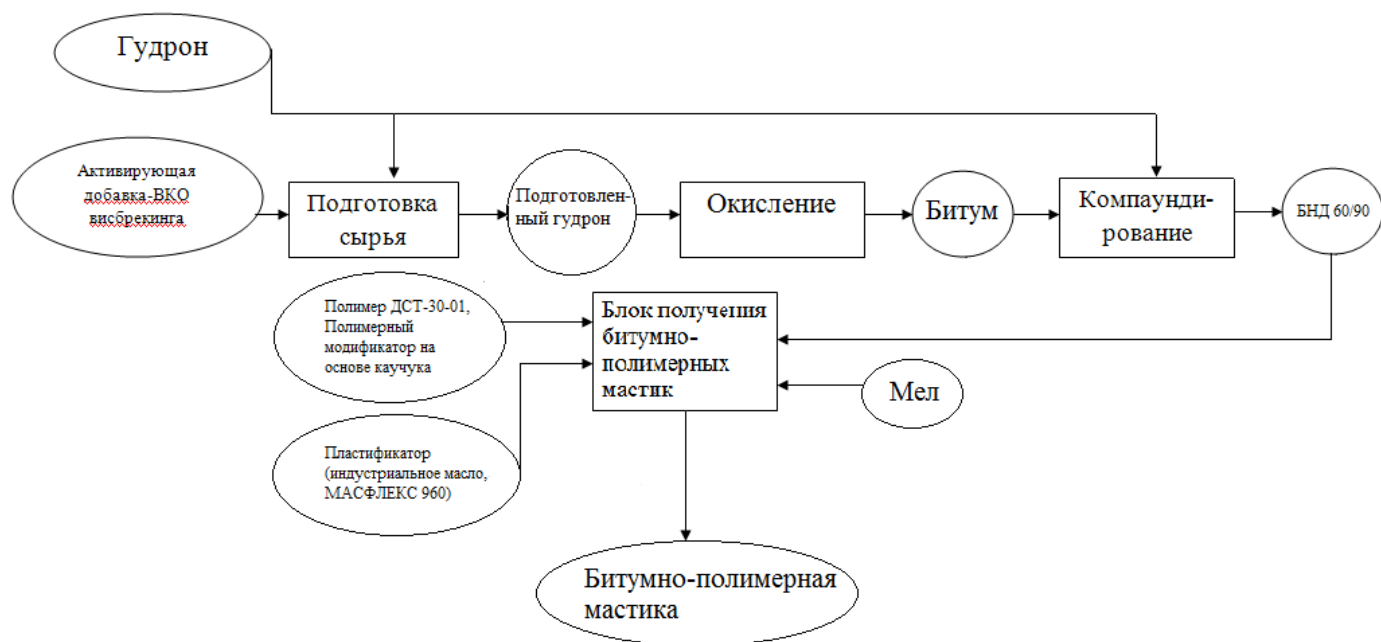 Гудрон
Активирующая
добавка-ВКО
висбрекинга
Подготовка
сырья
Подготовлен-
ный гудрон
Окисление
Битум
Компаунди-
рование
БНД 60/90
Полимер ДСТ-30-01,
Полимерный
модификатор на
основе каучука
Блок получения
битумно-
полимерных
мастик
Мел
Пластификатор
(индустриальное масло,
МАСФЛЕКС 960)
Битумно-полимерная
мастика